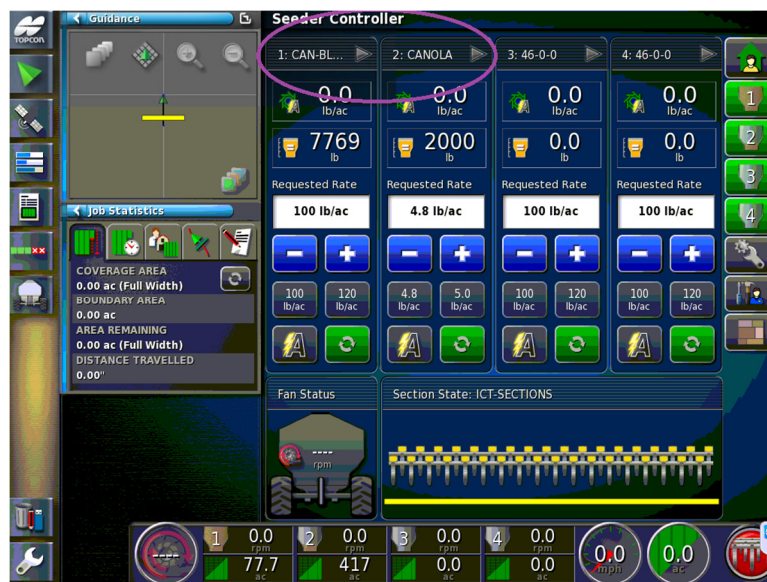 Guidance
Seeder Controller
TOPCON
1: CAN-BL...
2: CANOLA
3: 46-0-0
4: 46-0-0
0.0
lb/ac
0.0
lb/ac
0.0
lb/ac
0.0
lb/ac
7769
lb
2000
lb
0.0
lb
0.0
lb
Requested Rate
Requested Rate
Requested Rate
Requested Rate
100 lb/ac
4.8 lb/ac
100 lb/ac
100 lb/ac
100
lb/ac
120
lb/ac
4.8
lb/ac
5.0
lb/ac
100
lb/ac
120
lb/ac
100
lb/ac
120
lb/ac
A
A
A
A
1
2
3
4
Job Statistics
COVERAGE AREA
0.00 ac (Full Width)
BOUNDARY AREA
0.00 ac
AREA REMAINING
0.00 ac (Full Width)
DISTANCE TRAVELLED
0.00"
Fan Status
----
rpm
Section State: ICT-SECTIONS
----
1
0.0
rpm
77.7
ac
2
0.0
rpm
417
ac
3
0.0
rpm
0.0
ac
4
0.0
rpm
0.0
ac
0.0
mph
0.0
ac